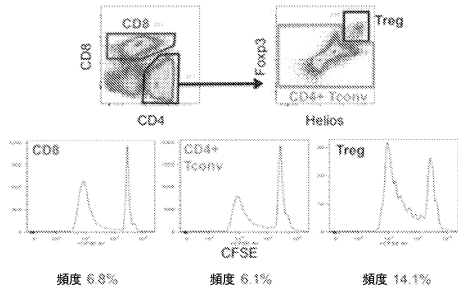 CD8
Treg
CD8
Foxp3
CD4+ Tconv
CD4
Helios
CD8
CD4+
Tconv
Treg
CFSE
頻度 6.8%
頻度 6.1%
頻度 14.1%